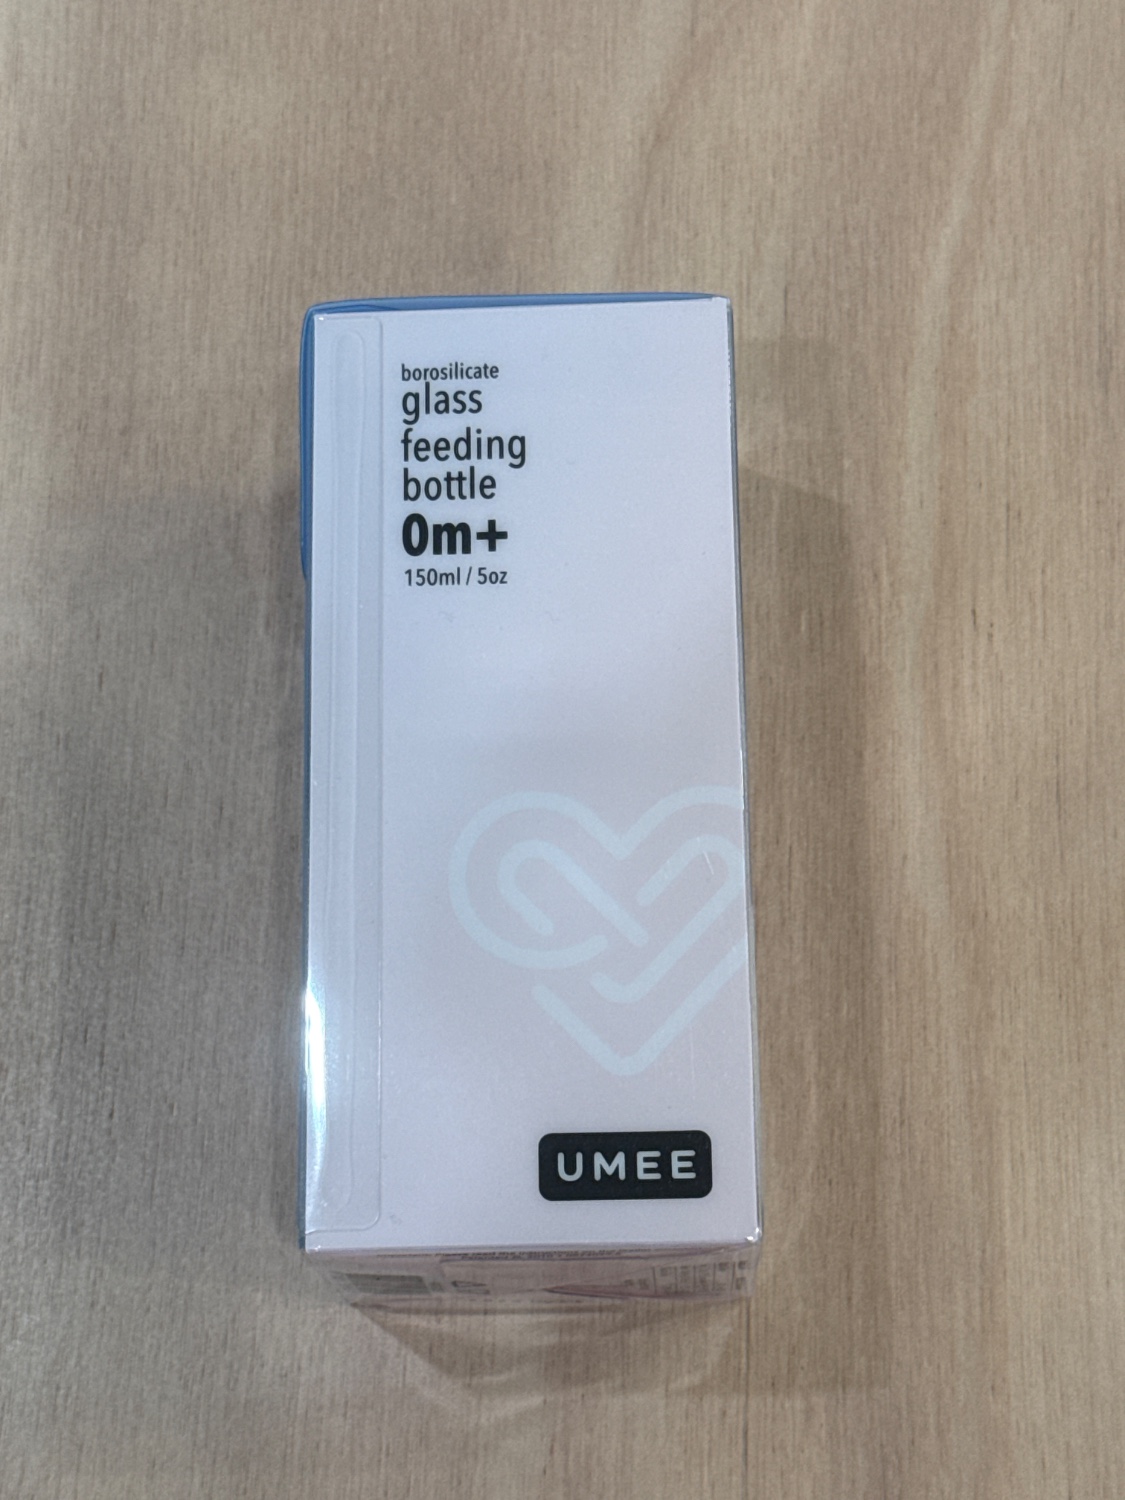 borosilicate
glass
feeding
bottle
0m+
150ml / 5oz
UMEE